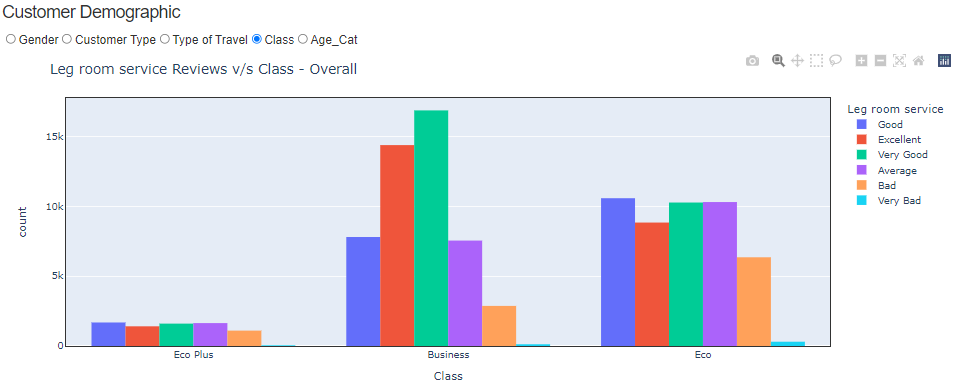 Customer Demographic
Gender Customer Type Type of Travel Class Age_Cat
Leg room service Reviews v/s Class - Overall
Leg room service
Good
Excellent
Very Good
Average
Bad
Very Bad
15k
10k
5k
0
count
Eco Plus Business Eco
Class